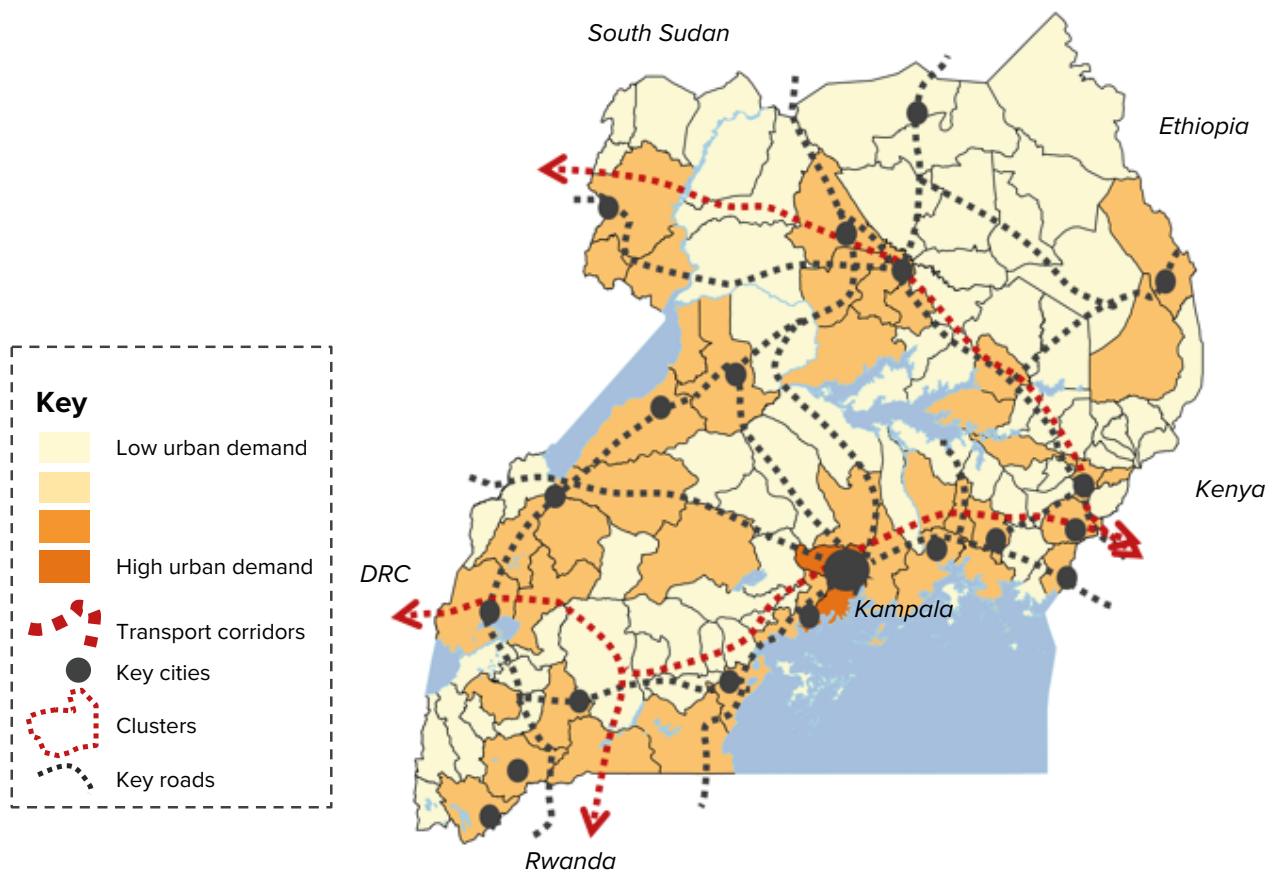 South Sudan
Ethiopia
Kenya
DRC
Kampala
Rwanda
Key
Low urban demand
High urban demand
Transport corridors
Key cities
Clusters
Key roads